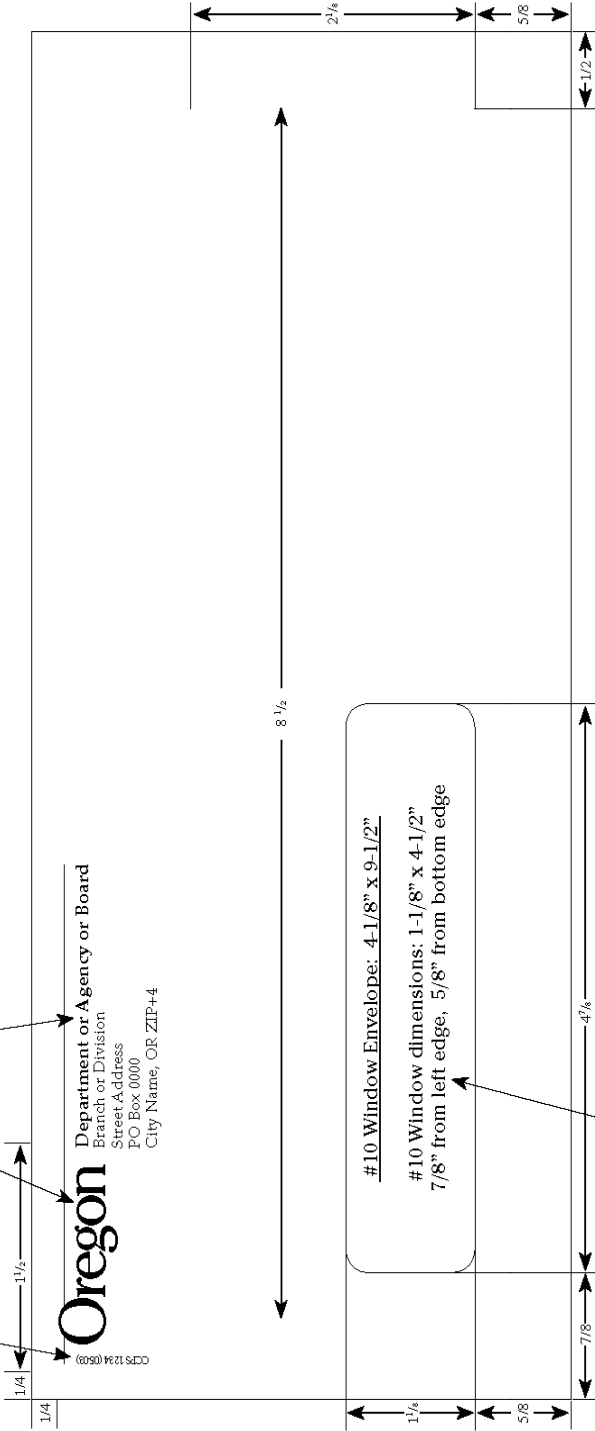 1/4
1/4
1¹/₂
CCPS 1234 (0503)
Oregon
Department or Agency or Board
Branch or Division
Street Address
PO Box 0000
City Name, OR ZIP+4
8 ¹/₂
2¹/₈
1¹/₈
#10 Window Envelope: 4-1/8" x 9-1/2"
#10 Window dimensions: 1-1/8" x 4-1/2"
7/8" from left edge, 5/8" from bottom edge
5/8
5/8
7/8
4⁷/₈
1/2